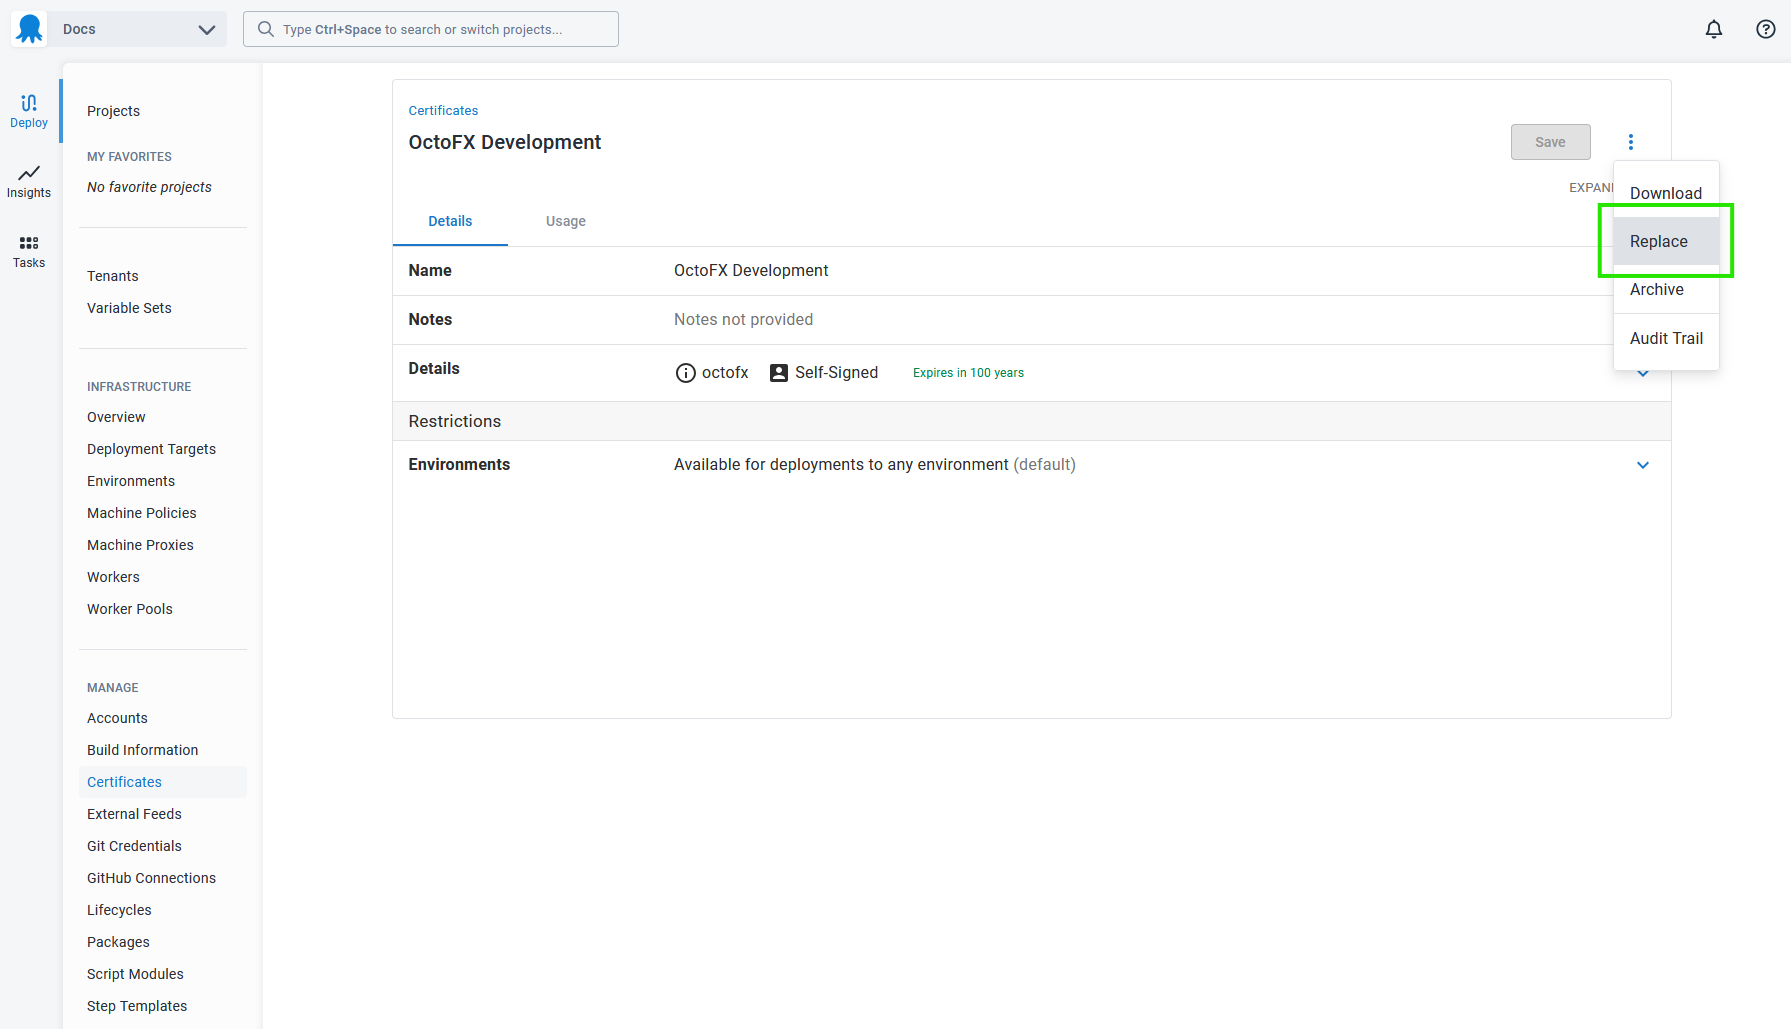 Docs
Type Ctrl+Space to search or switch projects...
Deploy
Insights
Tasks
Projects
MY FAVORITES
No favorite projects
Tenants
Variable Sets
INFRASTRUCTURE
Overview
Deployment Targets
Environments
Machine Policies
Machine Proxies
Workers
Worker Pools
MANAGE
Accounts
Build Information
Certificates
External Feeds
Git Credentials
GitHub Connections
Lifecycles
Packages
Script Modules
Step Templates
Certificates
OctoFX Development
Save
EXPAN
Download
Replace
Archive
Audit Trail
Details Usage
Name OctoFX Development
Notes Notes not provided
Details octofx Self-Signed Expires in 100 years
Restrictions
Environments Available for deployments to any environment (default)